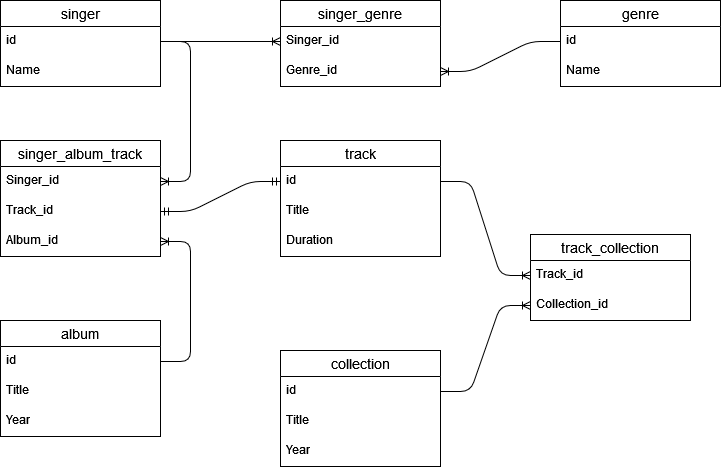 singer
id
Name
singer_genre
Singer_id
Genre_id
genre
id
Name
singer_album_track
Singer_id
Track_id
Album_id
track
id
Title
Duration
track_collection
Track_id
Collection_id
album
id
Title
Year
collection
id
Title
Year